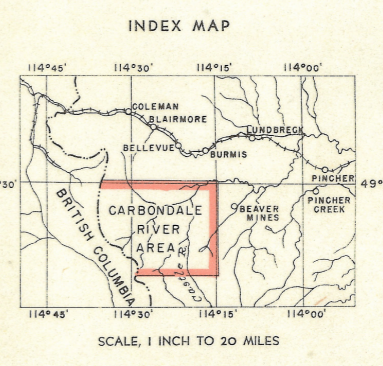 INDEX MAP
114°45' 114°30' 114°15' 114°00'
COLEMAN
BLAIRMORE
LUNDBRECK
BELLEVUE
BURMIS
PINCHER
30' 49°
PINCHER
CREEK
BEAVER
MINES
CARBONDALE
RIVER
AREA
BRITISH COLUMBIA
Castle R.
114°45' 114°30' 114°15' 114°00'
SCALE, 1 INCH TO 20 MILES